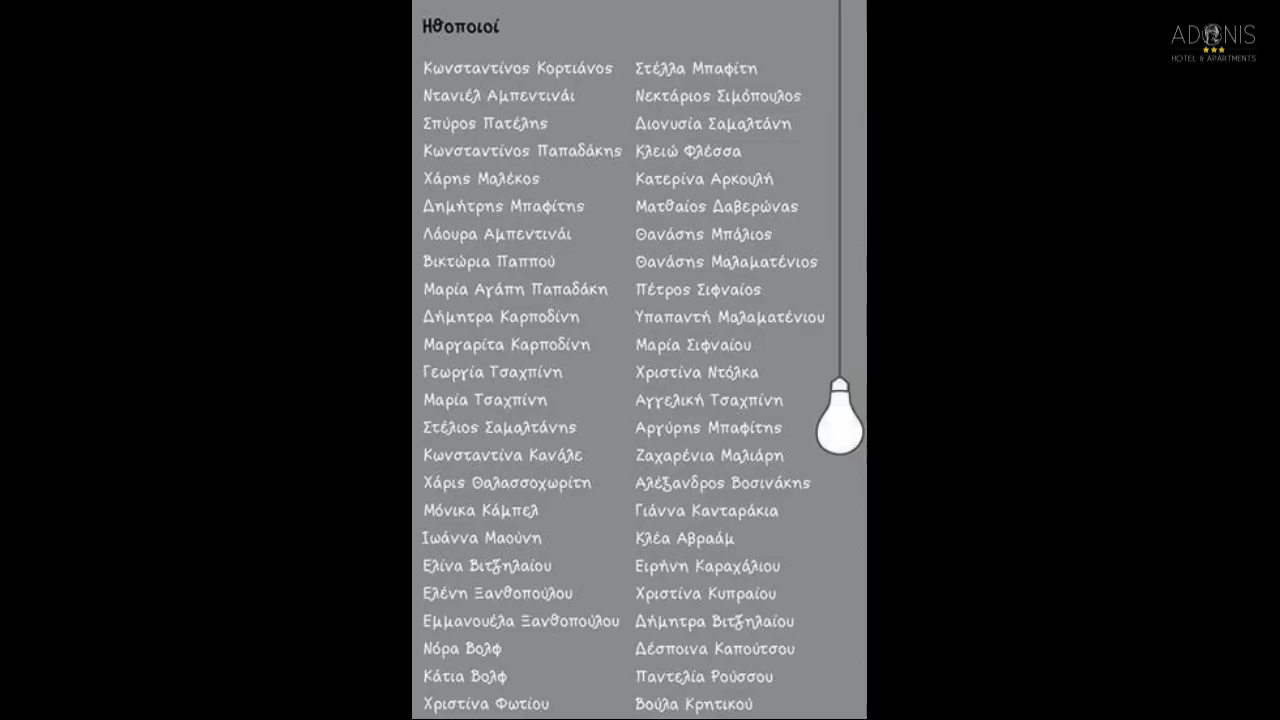 Ηθοποιοί
Κωνσταντίνος Κορτιάνος
Ντανιέλ Αμπεντινάι
Σπύρος Πατέλης
Κωνσταντίνος Παπαδάκης
Χάρης Μαλέκος
Δημήτρης Μπαφίτης
Λάουρα Αμπεντινάι
Βικτώρια Παππού
Μαρία Αγάπη Παπαδάκη
Δήμητρα Καρποδίνη
Μαργαρίτα Καρποδίνη
Γεωργία Τσαχπίνη
Μαρία Τσαχπίνη
Στέλιος Σαμαλτάνης
Κωνσταντίνα Κανάλε
Χάρις Θαλασσοχωρίτη
Μόνικα Κάμπελ
Ιωάννα Μαούνη
Ελίνα Βιτζηλαίου
Ελένη Ξανθοπούλου
Εμμανουέλα Ξανθοπούλου
Νόρα Βολφ
Κάτια Βολφ
Χριστίνα Φωτίου
Στέλλα Μπαφίτη
Νεκτάριος Σιμόπουλος
Διονυσία Σαμαλτάνη
Κλειώ Φλέσσα
Κατερίνα Αρκουλή
Ματθαίος Δαβερώνας
Θανάσης Μπάλιος
Θανάσης Μαλαματένιος
Πέτρος Σιφναίος
Υπαπαντή Μαλαματένιου
Μαρία Σιφναίου
Χριστίνα Ντόλκα
Αγγελική Τσαχπίνη
Αργύρης Μπαφίτης
Ζαχαρένια Μαλιάρη
Αλέξανδρος Βοσινάκης
Γιάννα Κανταράκια
Κλέα Αβραάμ
Ειρήνη Καραχάλιου
Χριστίνα Κυπραίου
Δήμητρα Βιτζηλαίου
Δέσποινα Καπούτσου
Παντελία Ρούσσου
Βούλα Κρητικού
ADONIS
HOTEL & APARTMENTS